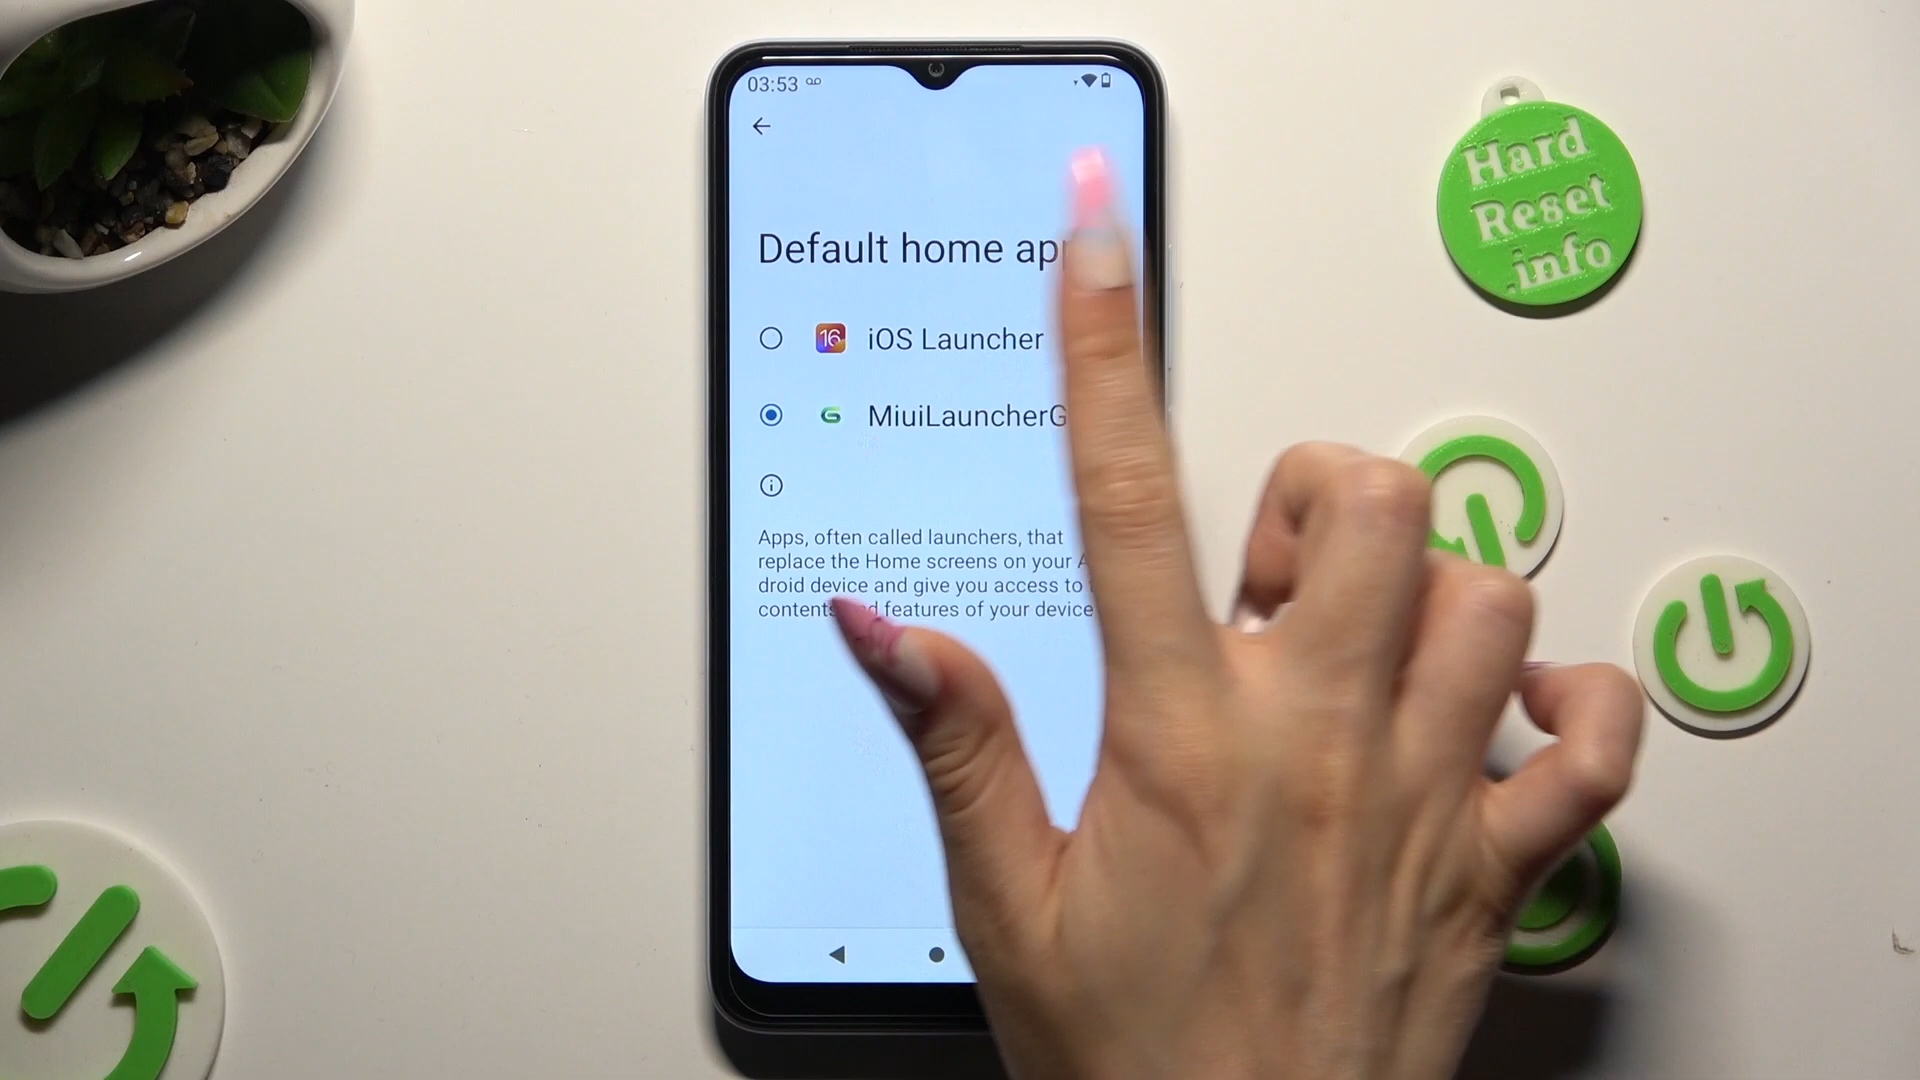 03:53
Default home ap
16 iOS Launcher
MiuiLauncherG
Apps, often called launchers, that
replace the Home screens on your A
droid device and give you access to
contents features of your device
Hard
Reset
.info